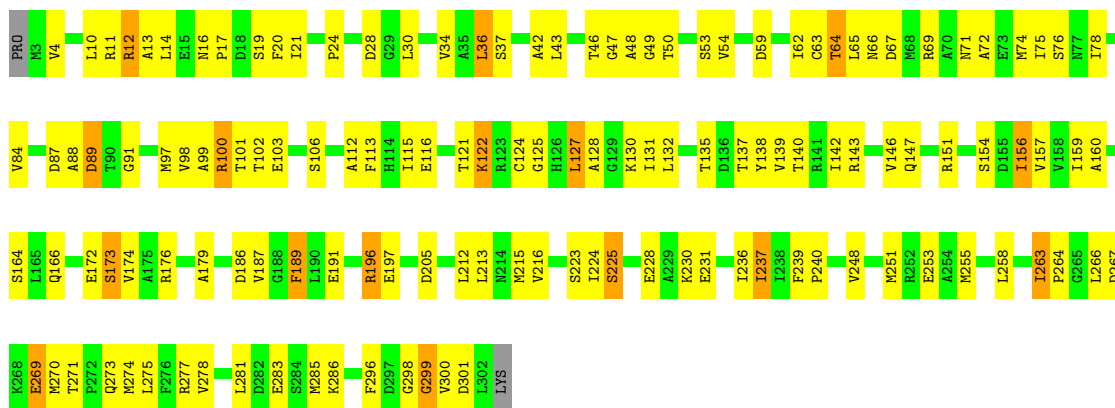 PRO M3 V4 L10 R11 R12 A13 L14 E15 N16 P17 D18 S19 F20 I21 P24 D28 G29 L30 V34 A35 L36 S37 A42 L43 T46 G47 A48 G49 T50 S53 V54 D59 I62 C63 T64 L65 N66 D67 M68 R69 A70 N71 A72 E73 M74 I75 S76 N77 I78
V84 D87 A88 D89 T90 G91 M97 V98 A99 R100 T101 T102 E103 S106 A112 F113 H114 I115 E116 T121 K122 R123 C124 G125 H126 L127 A128 G129 K130 I131 L132 T135 D136 T137 Y138 V139 T140 R141 I142 R143 V146 Q147 R151 S154 D155 I156 V157 V158 I159 A160
S164 L165 Q166 E172 S173 V174 A175 R176 A179 D186 V187 G188 F189 L190 E191 R196 E197 D205 L212 L213 N214 M215 V216 S223 I224 S225 E228 A229 K230 E231 I236 I237 I238 F239 P240 V248 M251 R252 E253 A254 M255 L258 I263 P264 G265 L266
K268 E269 M270 T271 P272 Q273 M274 L275 F276 R277 V278 L281 D282 E283 S284 M285 K286 F296 D297 G298 G299 V300 D301 L302 LYS